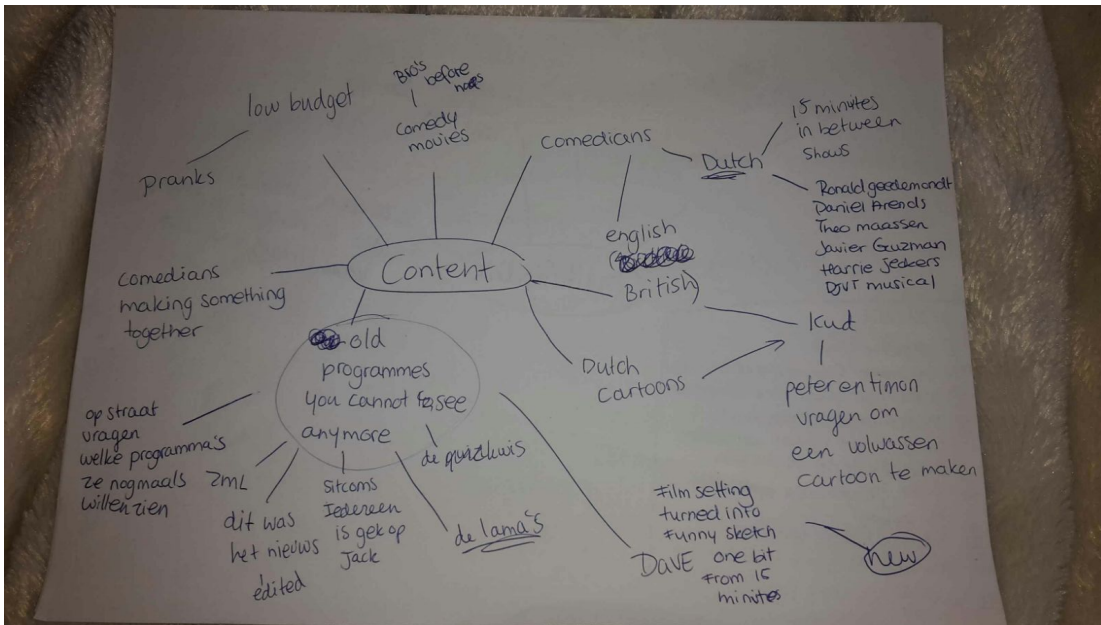 low budget
pranks
Bro's
before
comedy
movies
comedians
Dutch
15 minutes
in between
shows
Ronald goedemondt
Daniel Arends
Theo maassen
Javier Guzman
Harrie Jeckers
DJVT musical
english
British)
Content
comedians
making something
together
old
programmes
you cannot see
anymore
Dutch
cartoons
Kud
peter en timon
vragen om
een volwassen
cartoon te maken
op straat
vragen
welke programma's
ze nogmaals
willen zien
ZmL
dit was
het nieuws
edited
Sitcoms
Iedereen
is gek op
Jack
de lama's
de quizkwis
DAVE
Film setting
turned into
funny sketch
one bit
from 15
minutes
new